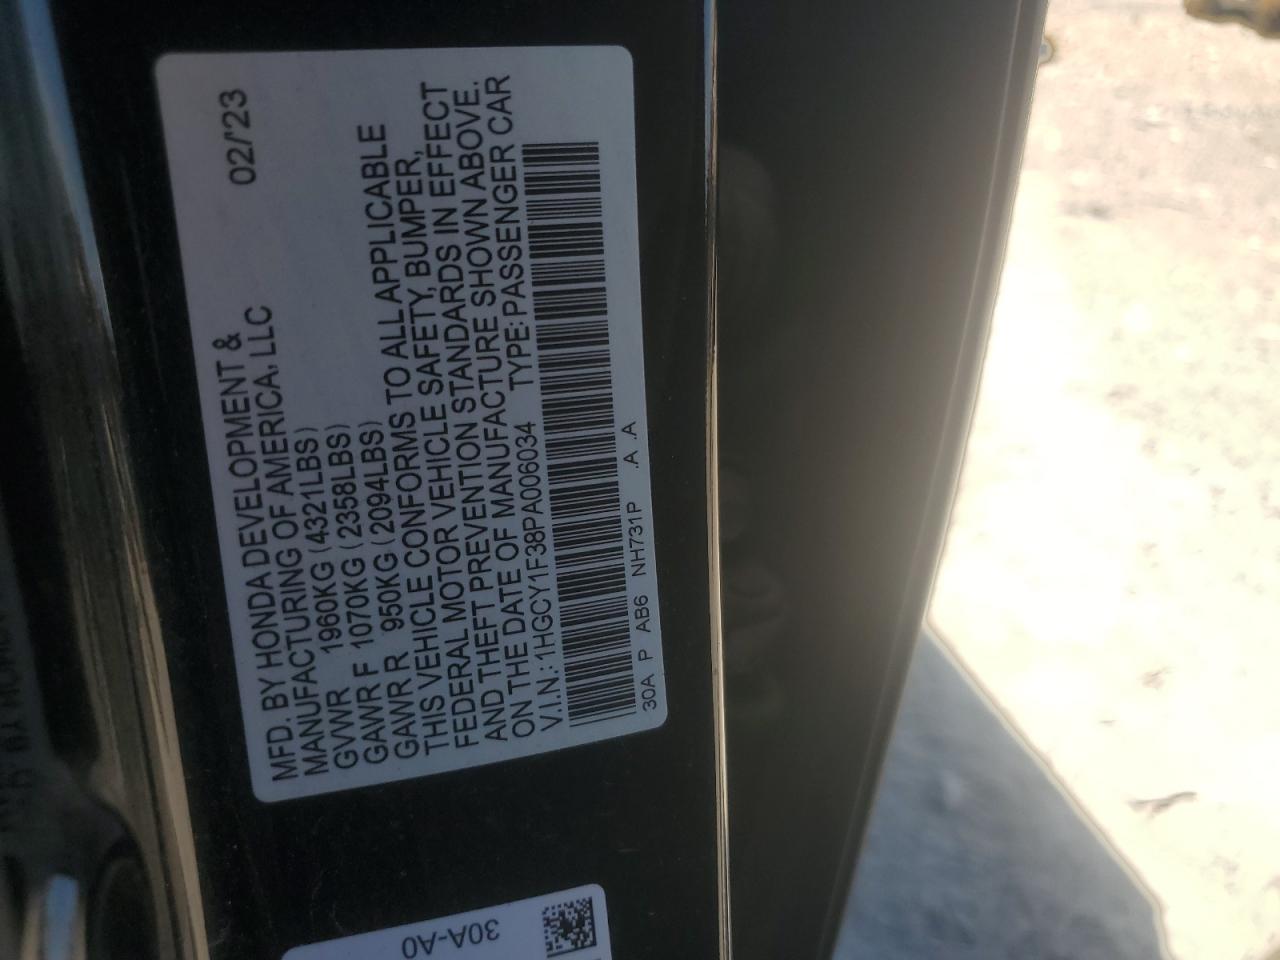 MFD. BY HONDA DEVELOPMENT & 02/'23
MANUFACTURING OF AMERICA, LLC
GVWR 1960KG (4321LBS)
GAWR F 1070KG (2358LBS)
GAWR R 950KG (2094LBS)
THIS VEHICLE CONFORMS TO ALL APPLICABLE
FEDERAL MOTOR VEHICLE SAFETY, BUMPER,
AND THEFT PREVENTION STANDARDS IN EFFECT
ON THE DATE OF MANUFACTURE SHOWN ABOVE.
V.I.N.: 1HGCY1F38PA006034 TYPE: PASSENGER CAR
30A P AB6 NH731P .A .A
30A-A0